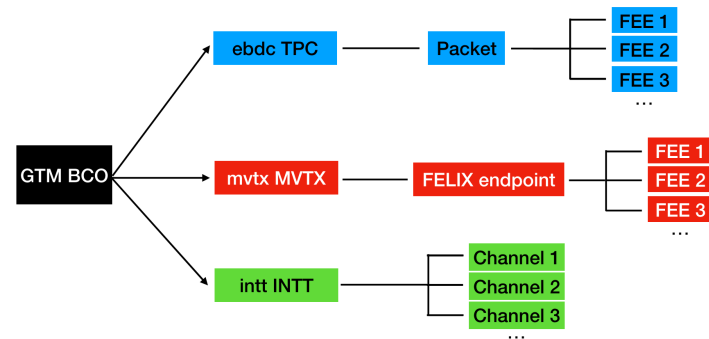 GTM BCO
ebdc TPC
Packet
FEE 1
FEE 2
FEE 3
...
mvtx MVTX
FELIX endpoint
FEE 1
FEE 2
FEE 3
...
intt INTT
Channel 1
Channel 2
Channel 3
...